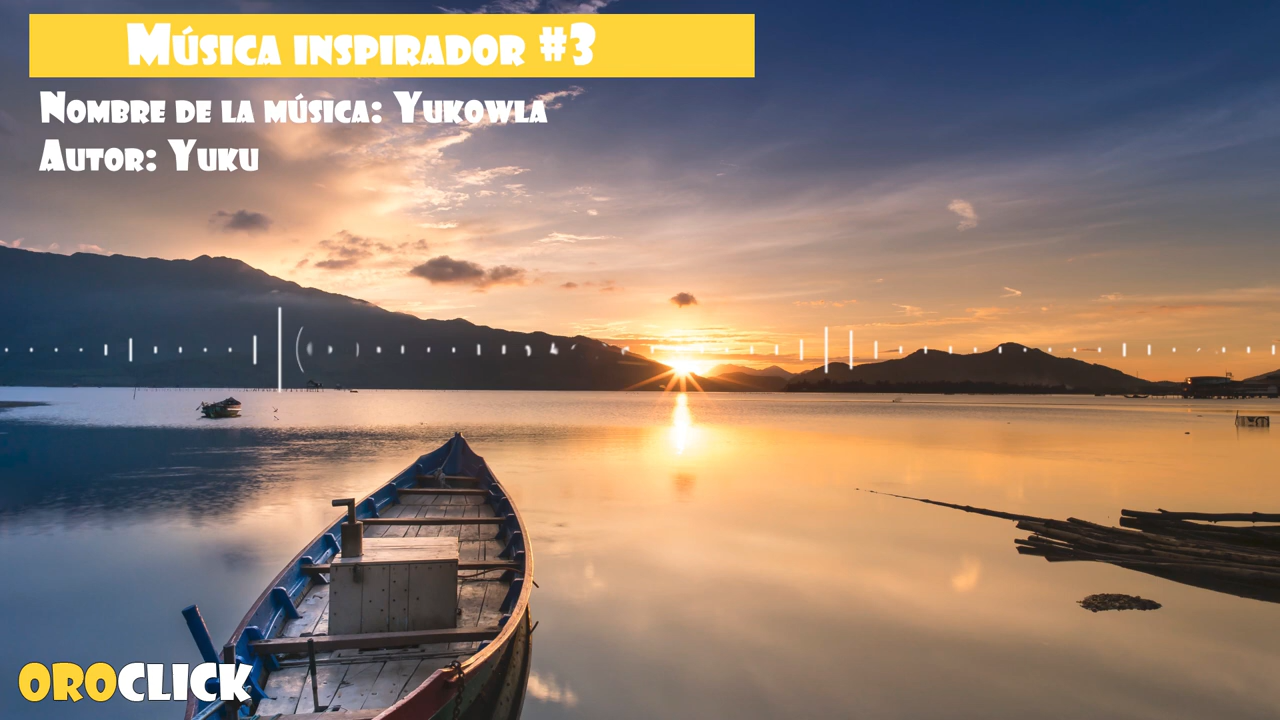 Música inspirador #3
Nombre de la música: Yukowla
Autor: Yuku
OROCLICK